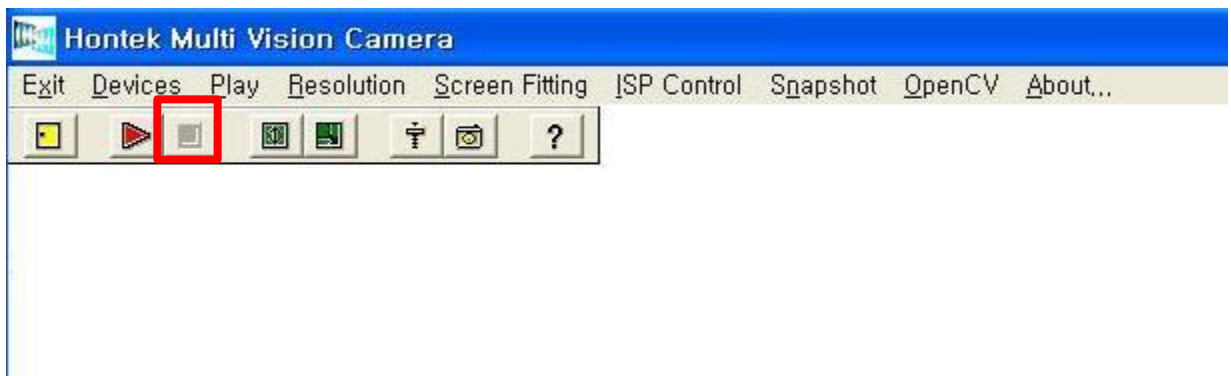 Hontek Multi Vision Camera
Exit Devices Play Resolution Screen Fitting ISP Control Snapshot OpenCV About...
?